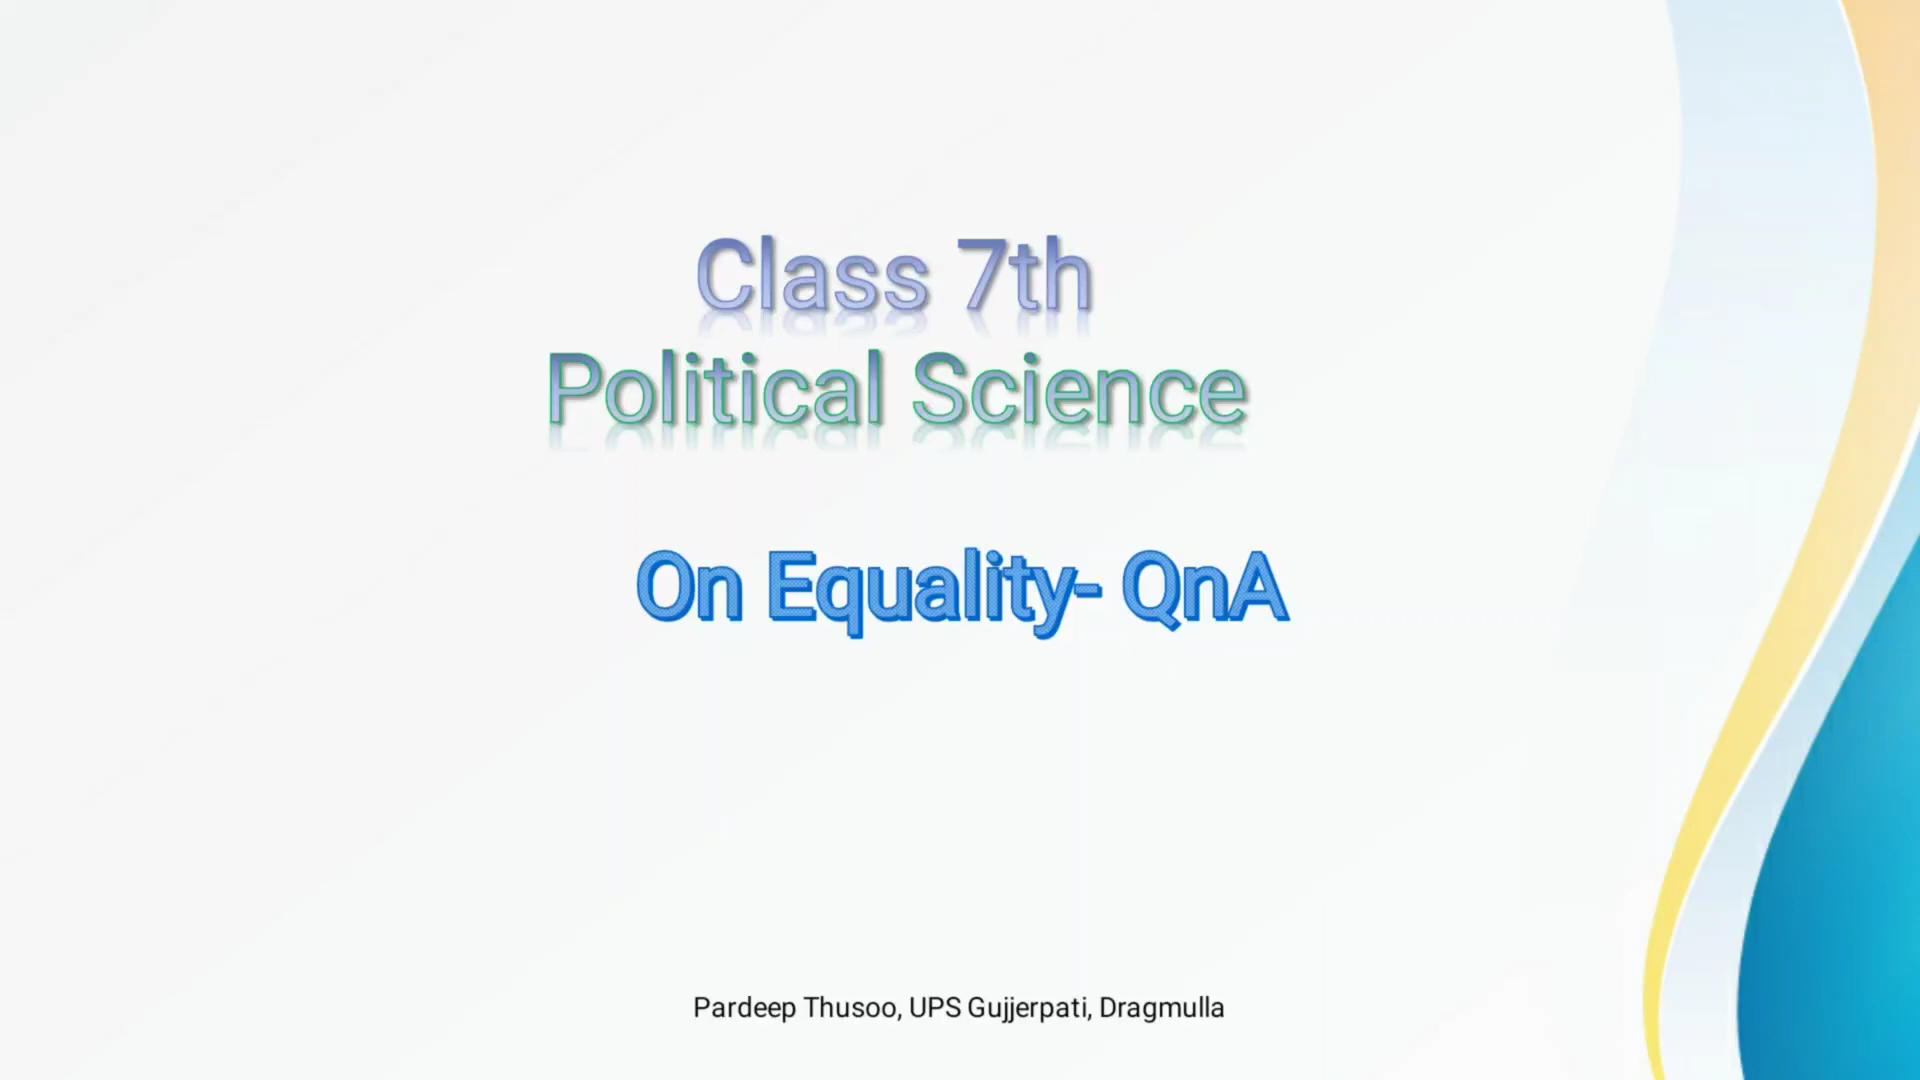 Class 7th
Political Science
On Equality- QnA
Pardeep Thusoo, UPS Gujjerpati, Dragmulla